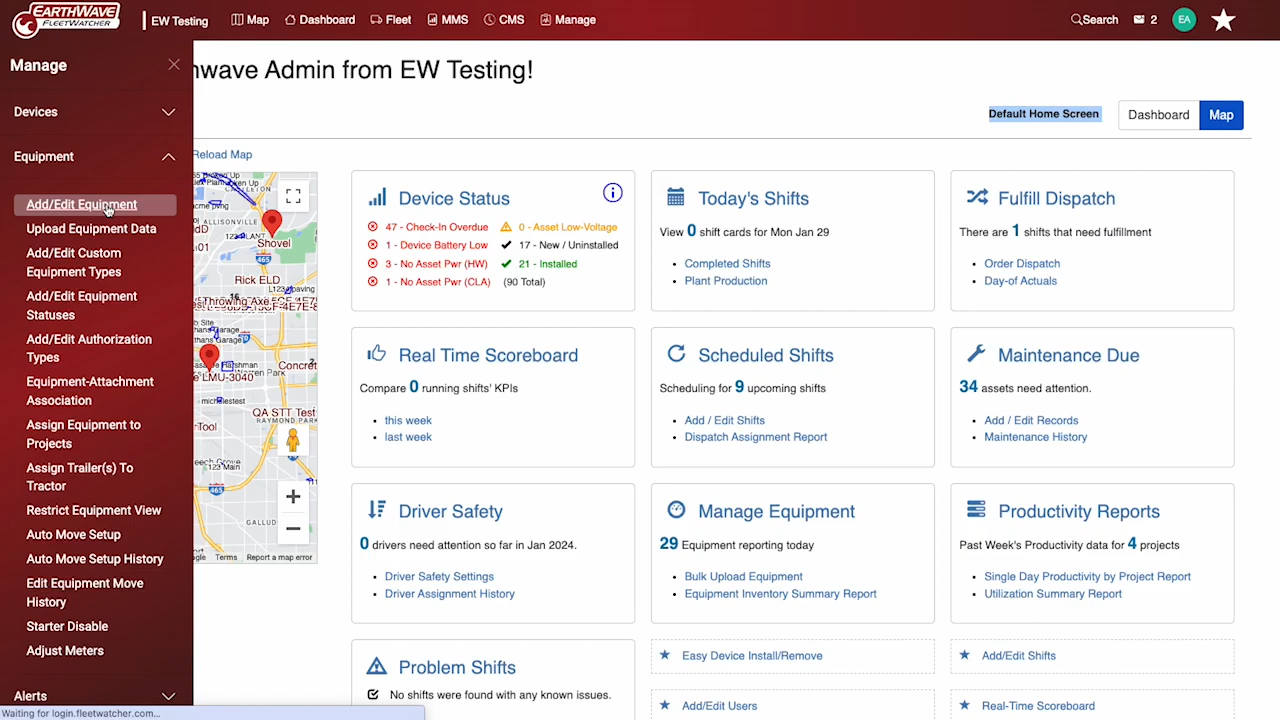 EARTHWAVE
FLEETWATCHER
EW Testing
Map
Dashboard
Fleet
MMS
CMS
Manage
Search
2
EA
Manage
Devices
Equipment
Add/Edit Equipment
Upload Equipment Data
Add/Edit Custom
Equipment Types
Add/Edit Equipment
Statuses
Add/Edit Authorization
Types
Equipment-Attachment
Association
Assign Equipment to
Projects
Assign Trailer(s) To
Tractor
Restrict Equipment View
Auto Move Setup
Auto Move Setup History
Edit Equipment Move
History
Starter Disable
Adjust Meters
Alerts
Waiting for login.fleetwatcher.com...
nwave Admin from EW Testing!
Default Home Screen
Dashboard
Map
Reload Map
ALLISONVILLE
Shovel
465
Rick ELD
123 Main
QA STT Test
RAYMOND PARK
michelestest
Terms
Report a map error
Device Status
47 - Check-In Overdue
0 - Asset Low-Voltage
1 - Device Battery Low
17 - New / Uninstalled
3 - No Asset Pwr (HW)
21 - Installed
1 - No Asset Pwr (CLA)
(90 Total)
Today's Shifts
View 0 shift cards for Mon Jan 29
Completed Shifts
Plant Production
Fulfill Dispatch
There are 1 shifts that need fulfillment
Order Dispatch
Day-of Actuals
Real Time Scoreboard
Compare 0 running shifts' KPIs
this week
last week
Scheduled Shifts
Scheduling for 9 upcoming shifts
Add / Edit Shifts
Dispatch Assignment Report
Maintenance Due
34 assets need attention.
Add / Edit Records
Maintenance History
Driver Safety
0 drivers need attention so far in Jan 2024.
Driver Safety Settings
Driver Assignment History
Manage Equipment
29 Equipment reporting today
Bulk Upload Equipment
Equipment Inventory Summary Report
Productivity Reports
Past Week's Productivity data for 4 projects
Single Day Productivity by Project Report
Utilization Summary Report
Problem Shifts
No shifts were found with any known issues.
Easy Device Install/Remove
Add/Edit Shifts
Add/Edit Users
Real-Time Scoreboard